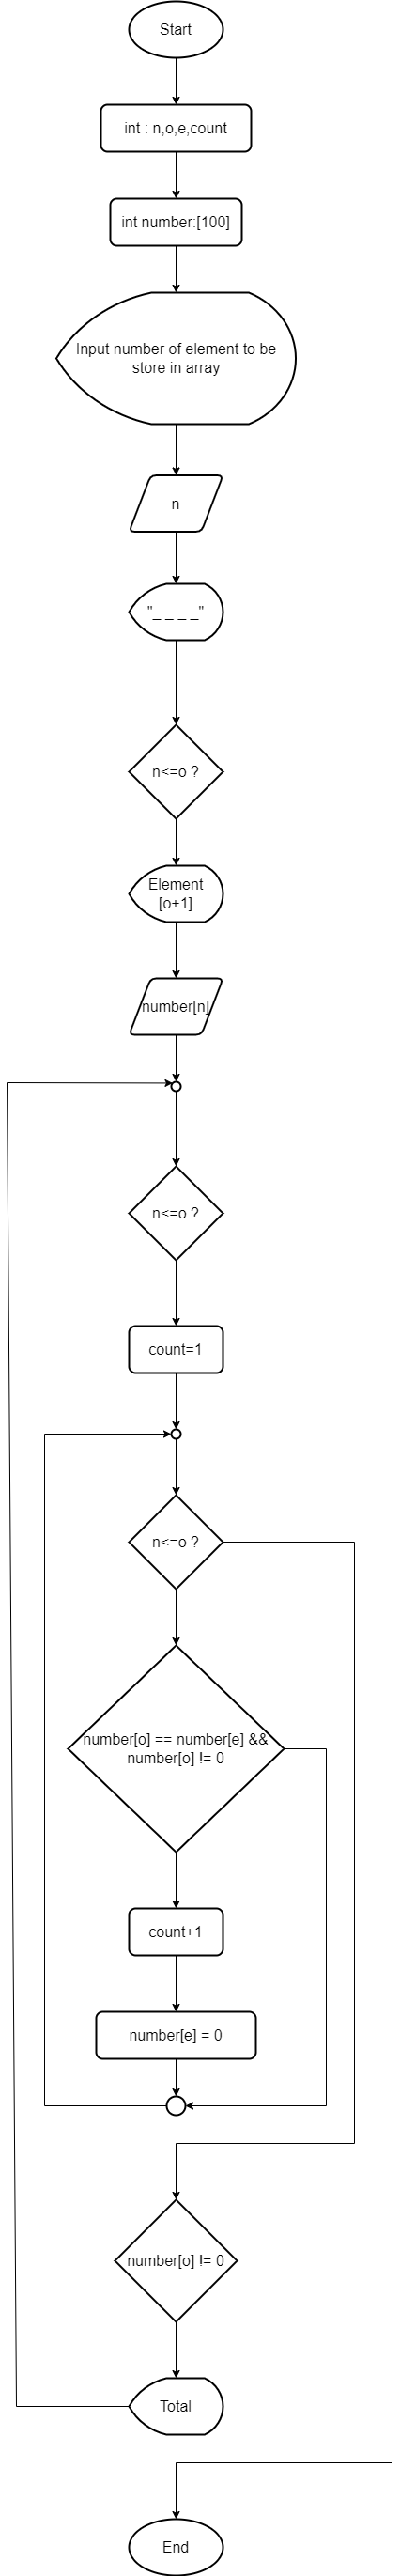 Start
int : n,o,e,count
int number:[100]
Input number of element to be
store in array
n
"_ _ _ _"
n<=o ?
Element
[o+1]
number[n]
n<=o ?
count=1
n<=o ?
number[o] == number[e] &&
number[o] != 0
count+1
number[e] = 0
number[o] != 0
Total
End